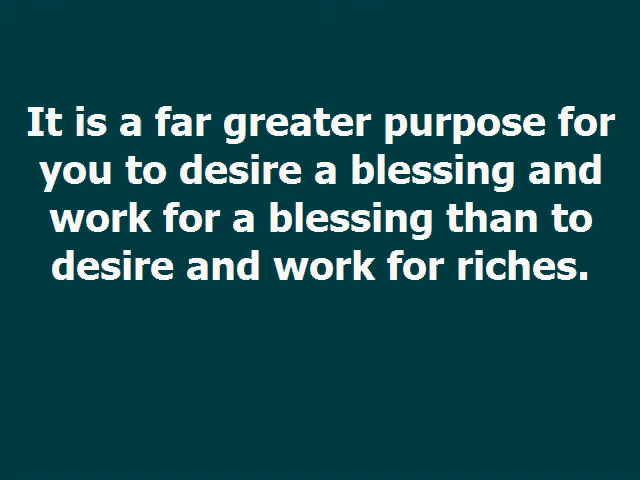 It is a far greater purpose for
you to desire a blessing and
work for a blessing than to
desire and work for riches.